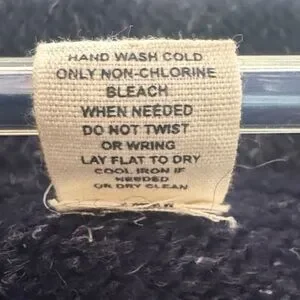 HAND WASH COLD
ONLY NON-CHLORINE
BLEACH
WHEN NEEDED
DO NOT TWIST
OR WRING
LAY FLAT TO DRY
COOL IRON IF
NEEDED
OR DRY CLEAN